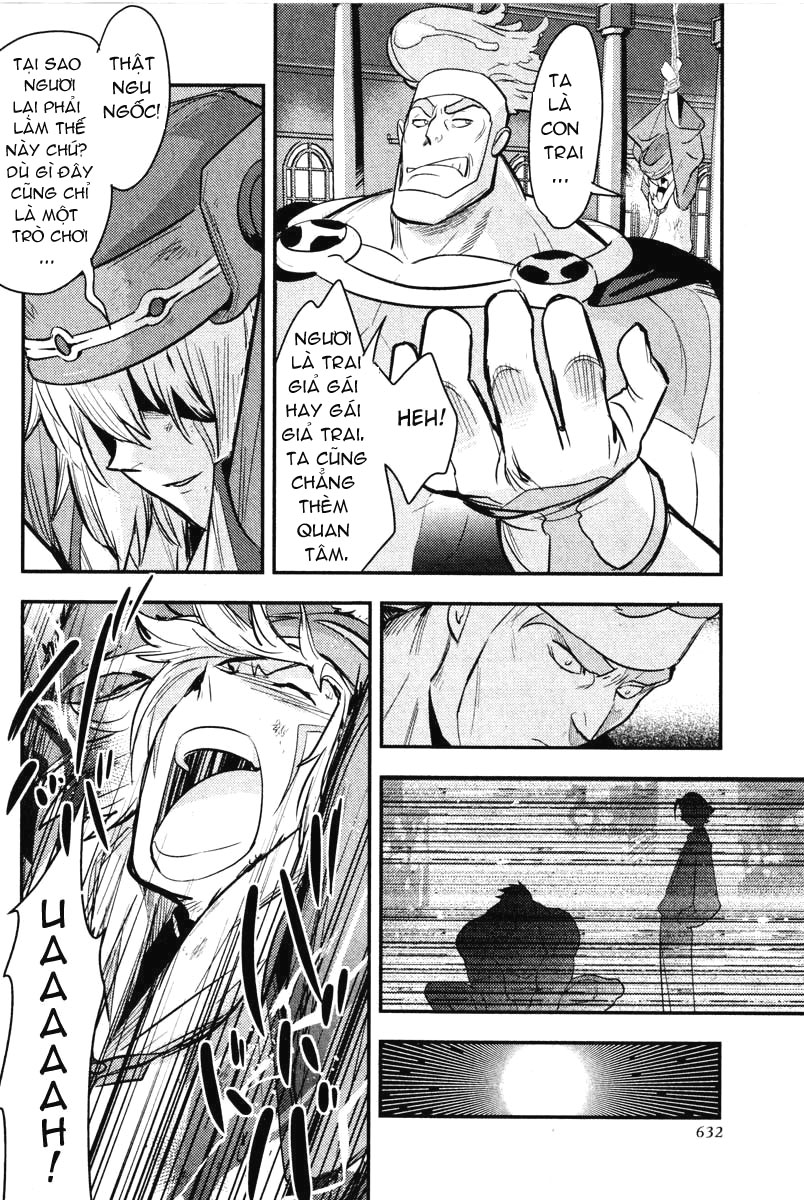 TA
LÀ
CON
TRAI
...
HEH!
NGƯƠI
LÀ TRAI
GIẢ GÁI
HAY GÁI
GIẢ TRAI,
TA CŨNG
CHẲNG
THÈM
QUAN
TÂM.
THẬT
NGU
NGỐC!
TẠI SAO
NGƯƠI
LẠI PHẢI
LÀM THẾ
NÀY CHỨ?
DÙ GÌ ĐÂY
CŨNG CHỈ
LÀ MỘT
TRÒ CHƠI
...
UAAAAAH!
632